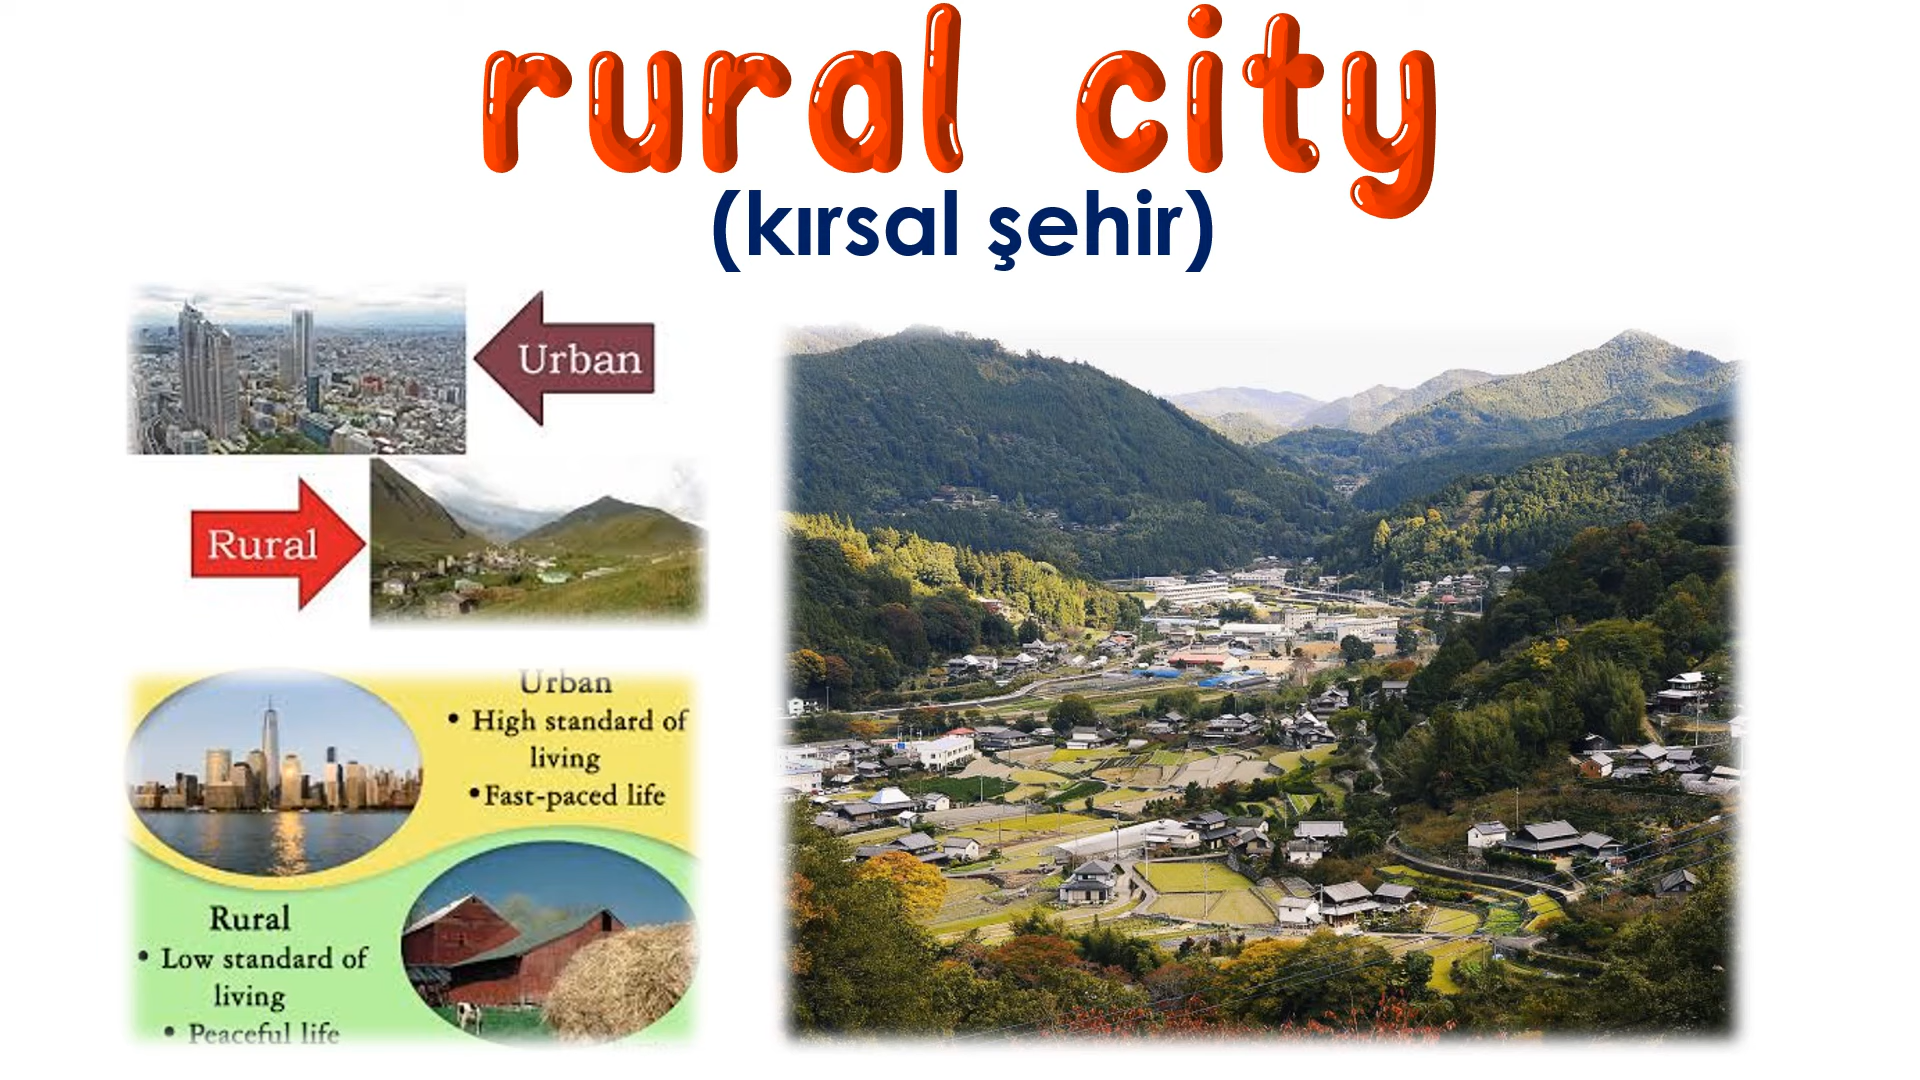 rural city
(kırsal şehir)
Urban
Rural
Urban
• High standard of
living
• Fast-paced life
Rural
• Low standard of
living
• Peaceful life